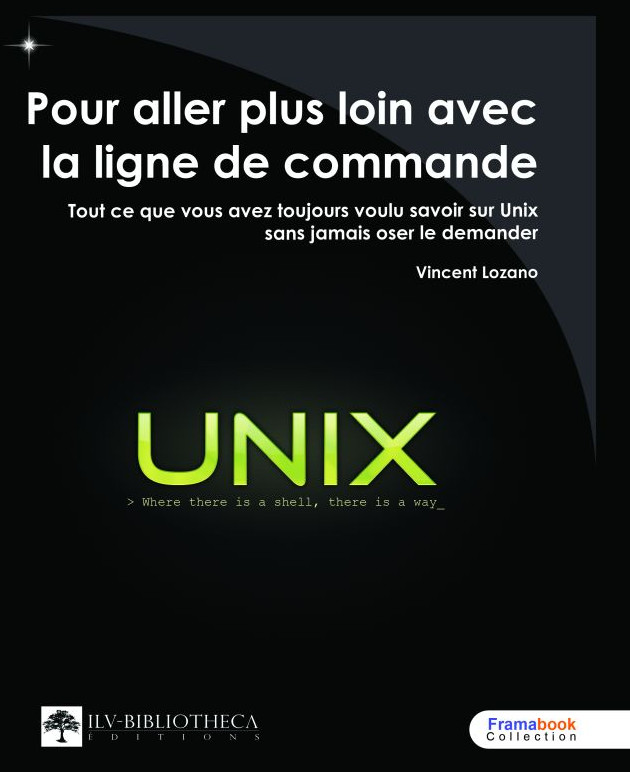 Pour aller plus loin avec
la ligne de commande
Tout ce que vous avez toujours voulu savoir sur Unix
sans jamais oser le demander
Vincent Lozano
UNIX
> Where there is a shell, there is a way_
ILV-BIBLIOTHECA
ÉDITIONS
Framabook
Collection